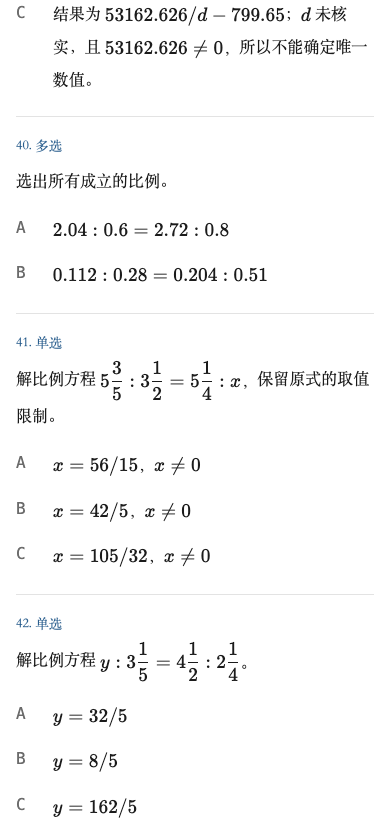 C 结果为 53162.626/d − 799.65；d 未核
实，且 53162.626 ≠ 0，所以不能确定唯一
数值。
40. 多选
选出所有成立的比例。
A 2.04 : 0.6 = 2.72 : 0.8
B 0.112 : 0.28 = 0.204 : 0.51
41. 单选
解比例方程 5 3/5 : 3 1/2 = 5 1/4 : x，保留原式的取值
限制。
A x = 56/15，x ≠ 0
B x = 42/5，x ≠ 0
C x = 105/32，x ≠ 0
42. 单选
解比例方程 y : 3 1/5 = 4 1/2 : 2 1/4。
A y = 32/5
B y = 8/5
C y = 162/5